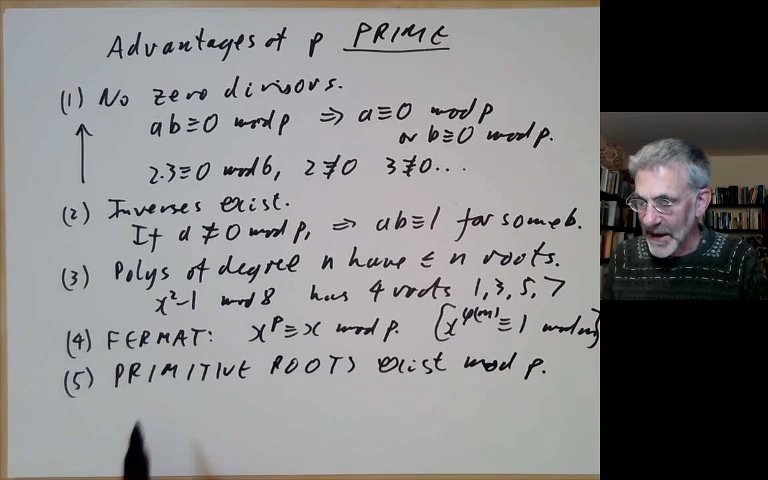 Advantages of p PRIME
(1) No zero divisors.
ab≡0 mod p ⇒ a≡0 mod p
or b≡0 mod p.
2.3≡0 mod 6, 2≢0 3≢0...
(2) Inverses exist.
If a≢0 mod p, ⇒ ab≡1 for some b.
(3) Polys of degree n have ≤ n roots.
x²-1 mod 8 has 4 roots 1, 3, 5, 7
(4) FERMAT: x^p≡x mod p. [x^φ(m)≡1 mod m]
(5) PRIMITIVE ROOTS exist mod p.